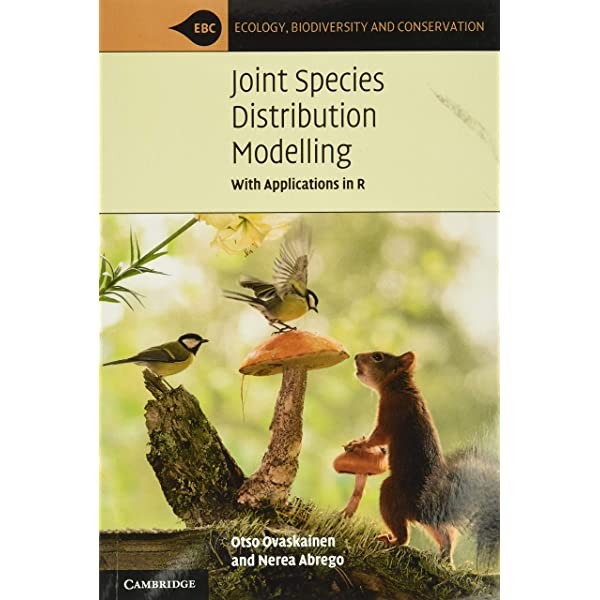 EBC ECOLOGY, BIODIVERSITY AND CONSERVATION
Joint Species
Distribution
Modelling
With Applications in R
Otso Ovaskainen
and Nerea Abrego
CAMBRIDGE